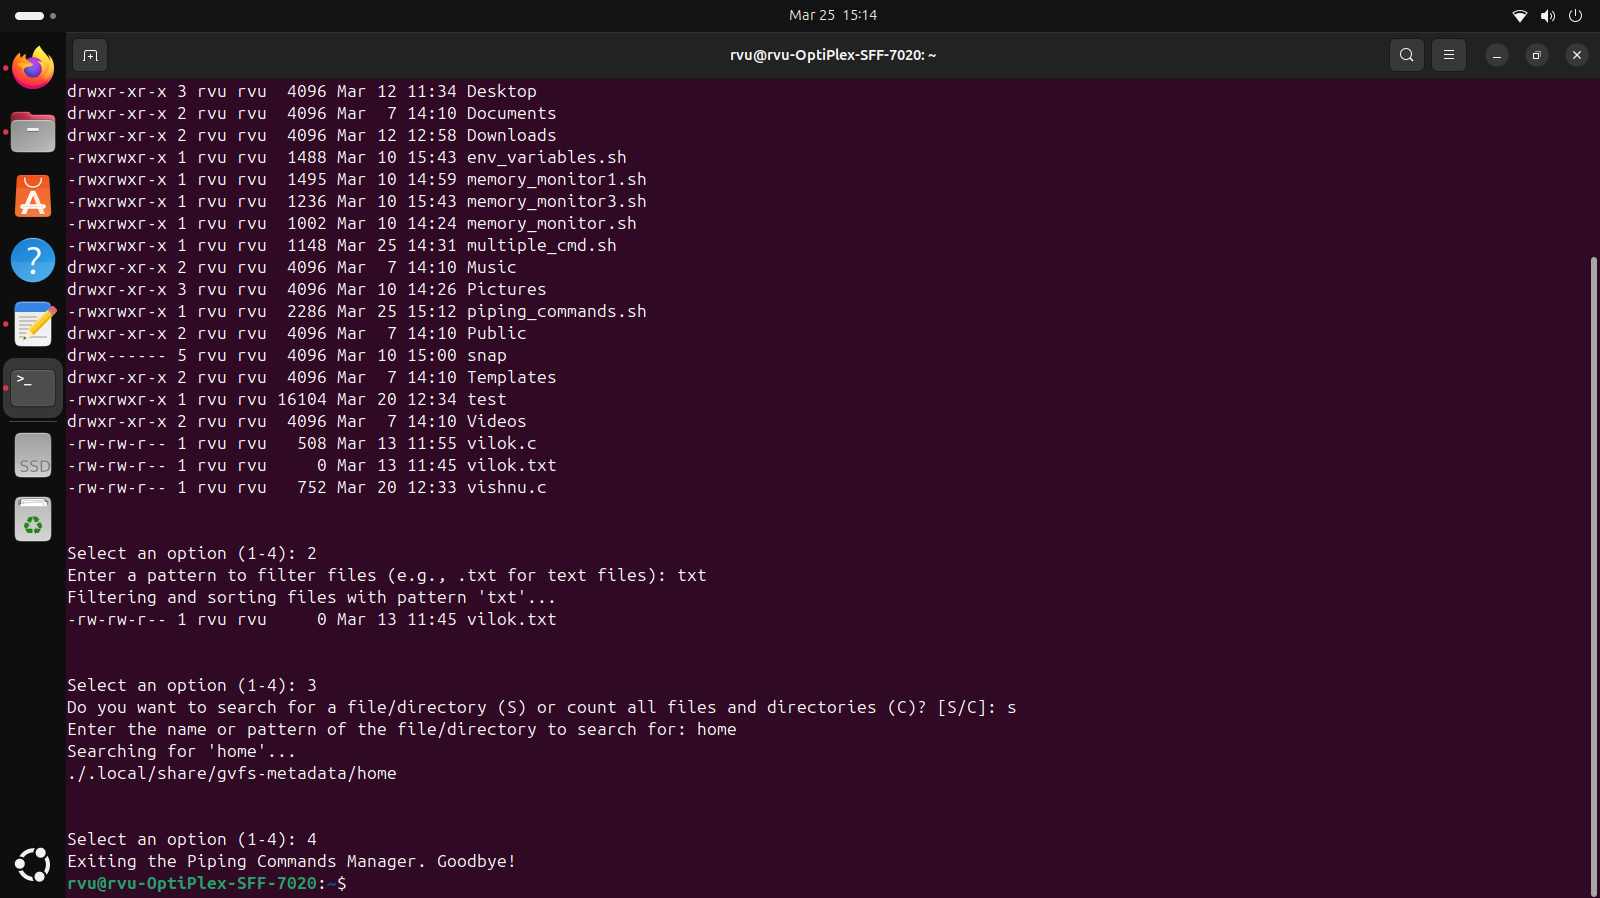 Mar 25  15:14
rvu@rvu-OptiPlex-SFF-7020: ~
drwxr-xr-x 3 rvu rvu  4096 Mar 12 11:34 Desktop
drwxr-xr-x 2 rvu rvu  4096 Mar  7 14:10 Documents
drwxr-xr-x 2 rvu rvu  4096 Mar 12 12:58 Downloads
-rwxrwxr-x 1 rvu rvu  1488 Mar 10 15:43 env_variables.sh
-rwxrwxr-x 1 rvu rvu  1495 Mar 10 14:59 memory_monitor1.sh
-rwxrwxr-x 1 rvu rvu  1236 Mar 10 15:43 memory_monitor3.sh
-rwxrwxr-x 1 rvu rvu  1002 Mar 10 14:24 memory_monitor.sh
-rwxrwxr-x 1 rvu rvu  1148 Mar 25 14:31 multiple_cmd.sh
drwxr-xr-x 2 rvu rvu  4096 Mar  7 14:10 Music
drwxr-xr-x 3 rvu rvu  4096 Mar 10 14:26 Pictures
-rwxrwxr-x 1 rvu rvu  2286 Mar 25 15:12 piping_commands.sh
drwxr-xr-x 2 rvu rvu  4096 Mar  7 14:10 Public
drwx------ 5 rvu rvu  4096 Mar 10 15:00 snap
drwxr-xr-x 2 rvu rvu  4096 Mar  7 14:10 Templates
-rwxrwxr-x 1 rvu rvu 16104 Mar 20 12:34 test
drwxr-xr-x 2 rvu rvu  4096 Mar  7 14:10 Videos
-rw-rw-r-- 1 rvu rvu   508 Mar 13 11:55 vilok.c
-rw-rw-r-- 1 rvu rvu     0 Mar 13 11:45 vilok.txt
-rw-rw-r-- 1 rvu rvu   752 Mar 20 12:33 vishnu.c
Select an option (1-4): 2
Enter a pattern to filter files (e.g., .txt for text files): txt
Filtering and sorting files with pattern 'txt'...
-rw-rw-r-- 1 rvu rvu     0 Mar 13 11:45 vilok.txt
Select an option (1-4): 3
Do you want to search for a file/directory (S) or count all files and directories (C)? [S/C]: s
Enter the name or pattern of the file/directory to search for: home
Searching for 'home'...
./.local/share/gvfs-metadata/home
Select an option (1-4): 4
Exiting the Piping Commands Manager. Goodbye!
rvu@rvu-OptiPlex-SFF-7020:~$
SSD